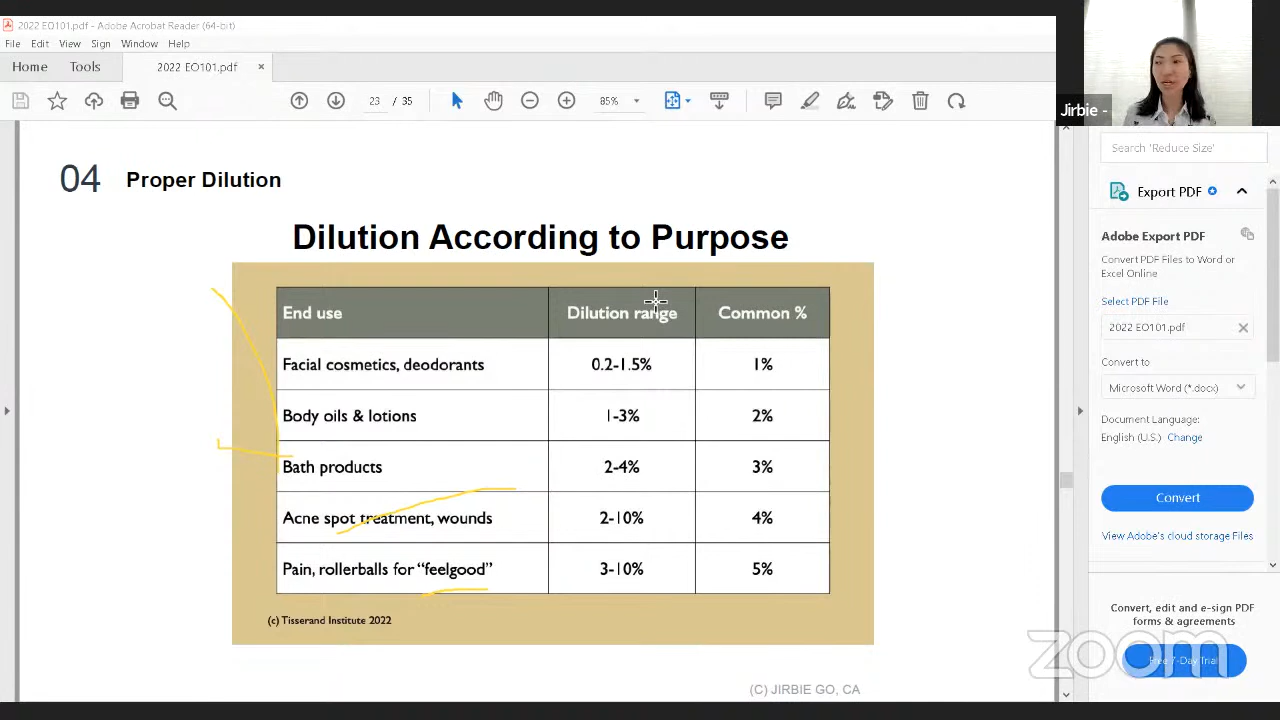 2022 EO101.pdf - Adobe Acrobat Reader (64-bit)
File Edit View Sign Window Help
Home Tools 2022 EO101.pdf ×
23 / 35 85%
Jirbie -
Search 'Reduce Size'
Export PDF
Adobe Export PDF
Convert PDF Files to Word or
Excel Online
Select PDF File
2022 EO101.pdf
Convert to
Microsoft Word (*.docx)
Document Language:
English (U.S.) Change
Convert
View Adobe's cloud storage Files
Convert, edit and e-sign PDF
forms & agreements
Free 7-Day Trial
zoom
04 Proper Dilution
Dilution According to Purpose
End use Dilution range Common %
Facial cosmetics, deodorants 0.2-1.5% 1%
Body oils & lotions 1-3% 2%
Bath products 2-4% 3%
Acne spot treatment, wounds 2-10% 4%
Pain, rollerballs for “feelgood” 3-10% 5%
(c) Tisserand Institute 2022
(C) JIRBIE GO, CA